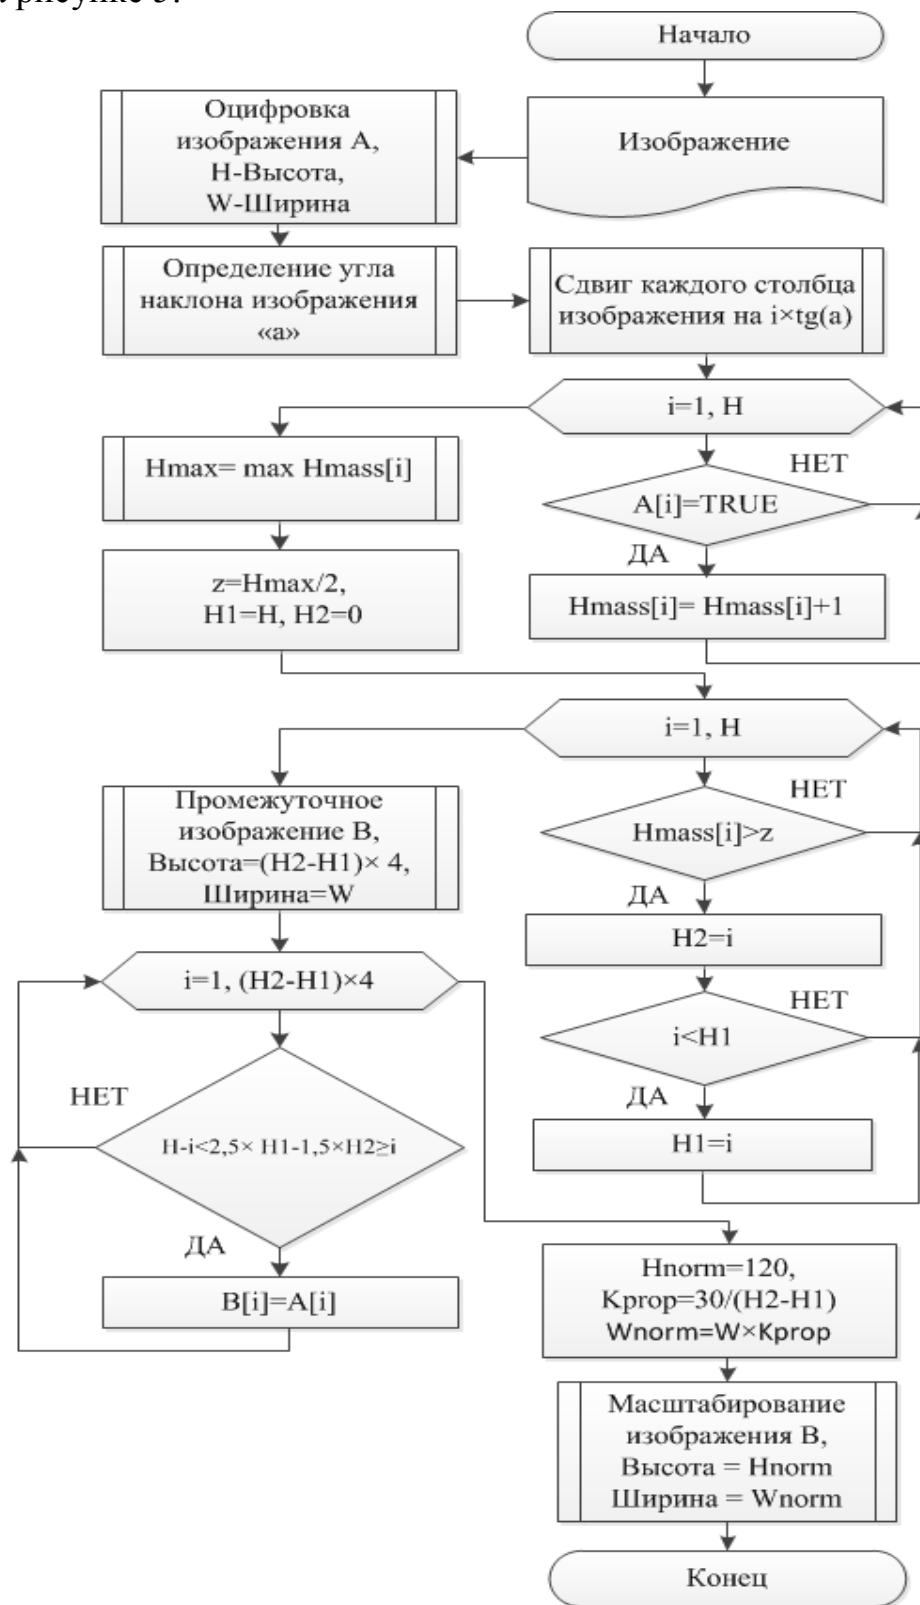 рисунке 3.
Начало
Изображение
Оцифровка
изображения А,
Н-Высота,
W-Ширина
Определение угла
наклона изображения
«а»
Сдвиг каждого столбца
изображения на i×tg(a)
i=1, H
НЕТ
A[i]=TRUE
ДА
Hmass[i]= Hmass[i]+1
Hmax= max Hmass[i]
z=Hmax/2,
H1=H, H2=0
i=1, H
НЕТ
Hmass[i]>z
ДА
H2=i
НЕТ
i<H1
ДА
H1=i
Промежуточное
изображение В,
Высота=(H2-H1)× 4,
Ширина=W
i=1, (H2-H1)×4
НЕТ
H-i<2,5× H1-1,5×H2≥i
ДА
B[i]=A[i]
Hnorm=120,
Kprop=30/(H2-H1)
Wnorm=W×Kprop
Масштабирование
изображения В,
Высота = Hnorm
Ширина = Wnorm
Конец